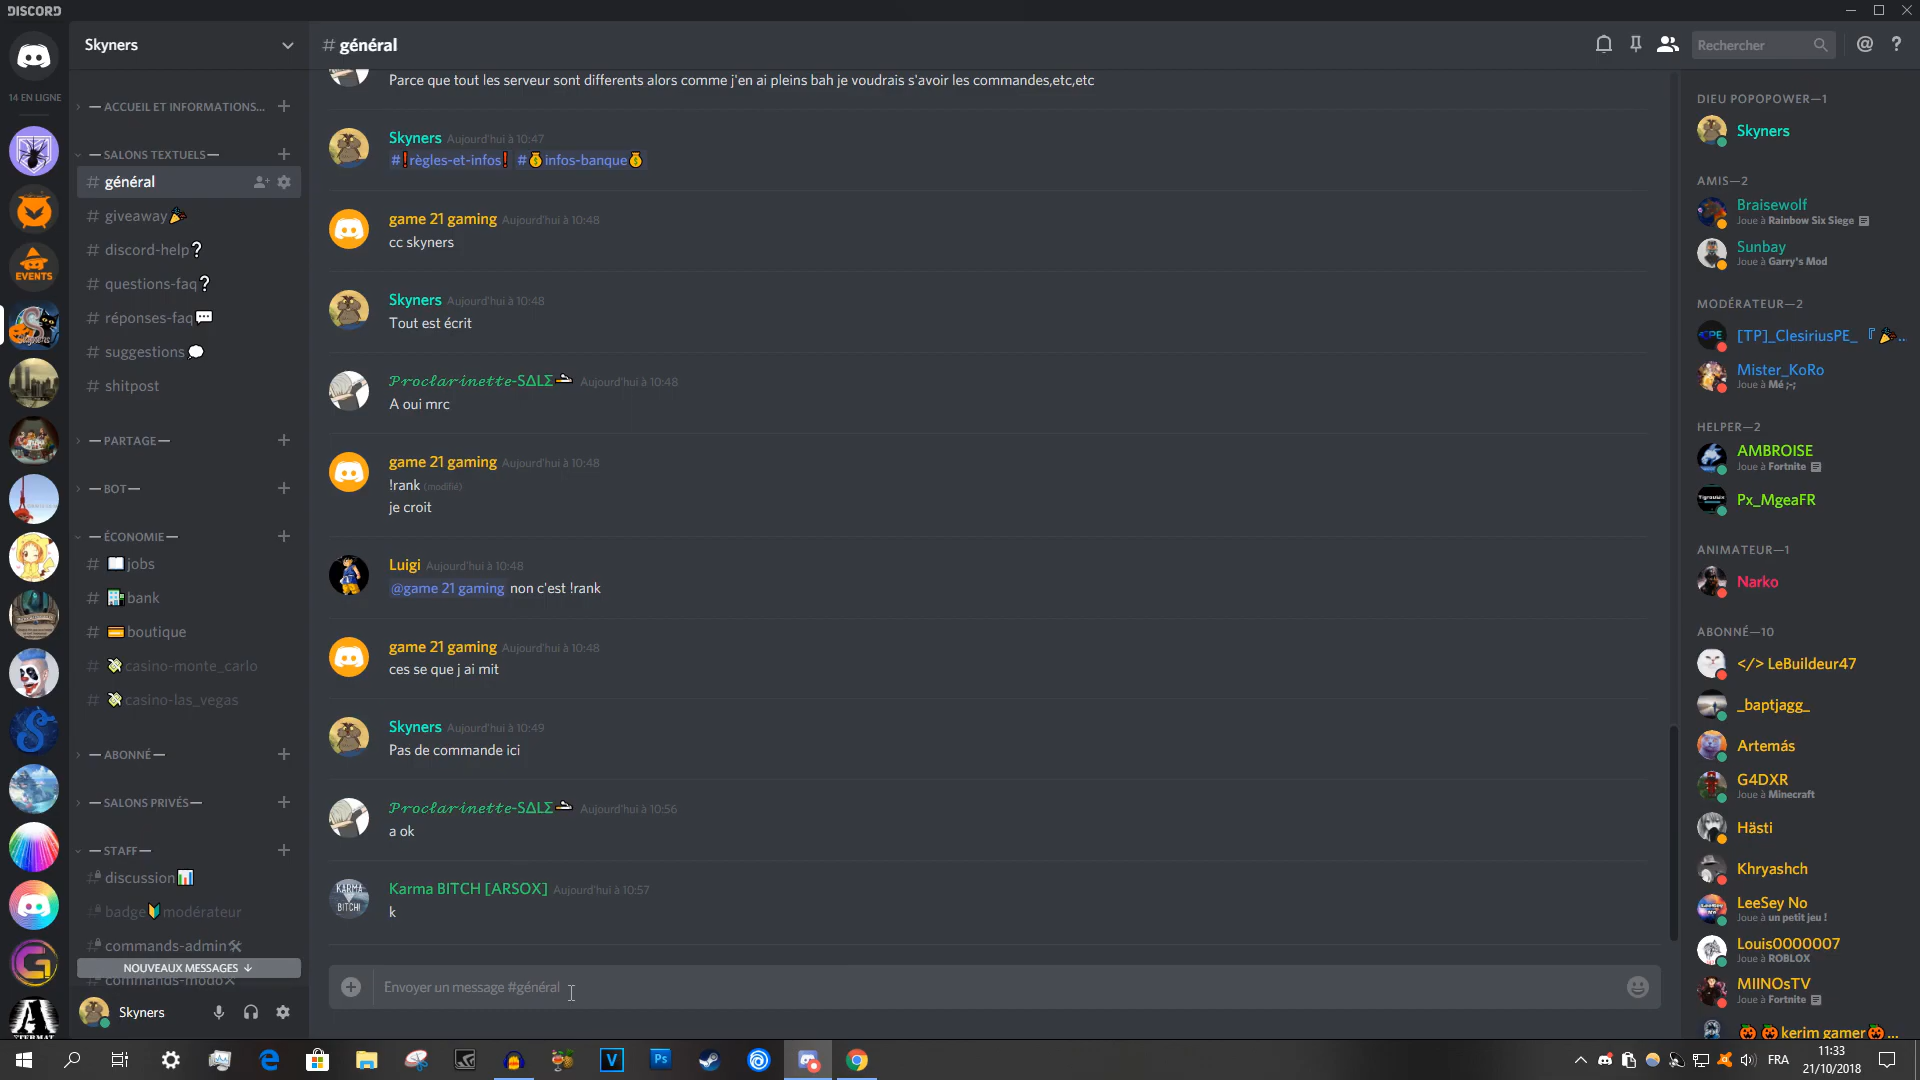 DISCORD
14 EN LIGNE
EVENTS
Skyners
— ACCUEIL ET INFORMATIONS...
— SALONS TEXTUELS —
# général
# giveaway🎉
# discord-help❓
# questions-faq❓
# réponses-faq💬
# suggestions💭
# shitpost
— PARTAGE —
— BOT —
— ÉCONOMIE —
# 📖jobs
# 🏦bank
# 💳boutique
# 💸casino-monte_carlo
# 💸casino-las_vegas
— ABONNÉ —
— SALONS PRIVÉS —
— STAFF —
discussion📊
badge🔰modérateur
commands-admin🛠
NOUVEAUX MESSAGES ↓
commands-modo⚔
Skyners
# général
Rechercher
Parce que tout les serveur sont differents alors comme j'en ai pleins bah je voudrais s'avoir les commandes,etc,etc
Skyners Aujourd'hui à 10:47
#❗règles-et-infos❗ #💰infos-banque💰
game 21 gaming Aujourd'hui à 10:48
cc skyners
Skyners Aujourd'hui à 10:48
Tout est écrit
𝓟𝓻𝓸𝓬𝓵𝓪𝓻𝓲𝓷𝓮𝓽𝓽𝓮-SΔLΣ🚬 Aujourd'hui à 10:48
A oui mrc
game 21 gaming Aujourd'hui à 10:48
!rank (modifié)
je croit
Luigi Aujourd'hui à 10:48
@game 21 gaming non c'est !rank
game 21 gaming Aujourd'hui à 10:48
ces se que j ai mit
Skyners Aujourd'hui à 10:49
Pas de commande ici
𝓟𝓻𝓸𝓬𝓵𝓪𝓻𝓲𝓷𝓮𝓽𝓽𝓮-SΔLΣ🚬 Aujourd'hui à 10:56
a ok
KARMA BITCH!
Karma BITCH [ARSOX] Aujourd'hui à 10:57
k
Envoyer un message #général
DIEU POPOPOWER—1
Skyners
AMIS—2
Braisewolf
Joue à Rainbow Six Siege
Sunbay
Joue à Garry's Mod
MODÉRATEUR—2
[TP]_ClesiriusPE_『🎉...
Mister_KoRo
Joue à Mé ;-;
HELPER—2
AMBROISE
Joue à Fortnite
Px_MgeaFR
ANIMATEUR—1
Narko
ABONNÉ—10
</> LeBuildeur47
_baptjagg_
Artemás
G4DXR
Joue à Minecraft
Hästi
Khryashch
LeeSey No
Joue à un petit jeu !
Louis0000007
Joue à ROBLOX
MIINOsTV
Joue à Fortnite
🎃🎃kerim gamer🎃...
V
Ps
FRA
11:33
21/10/2018